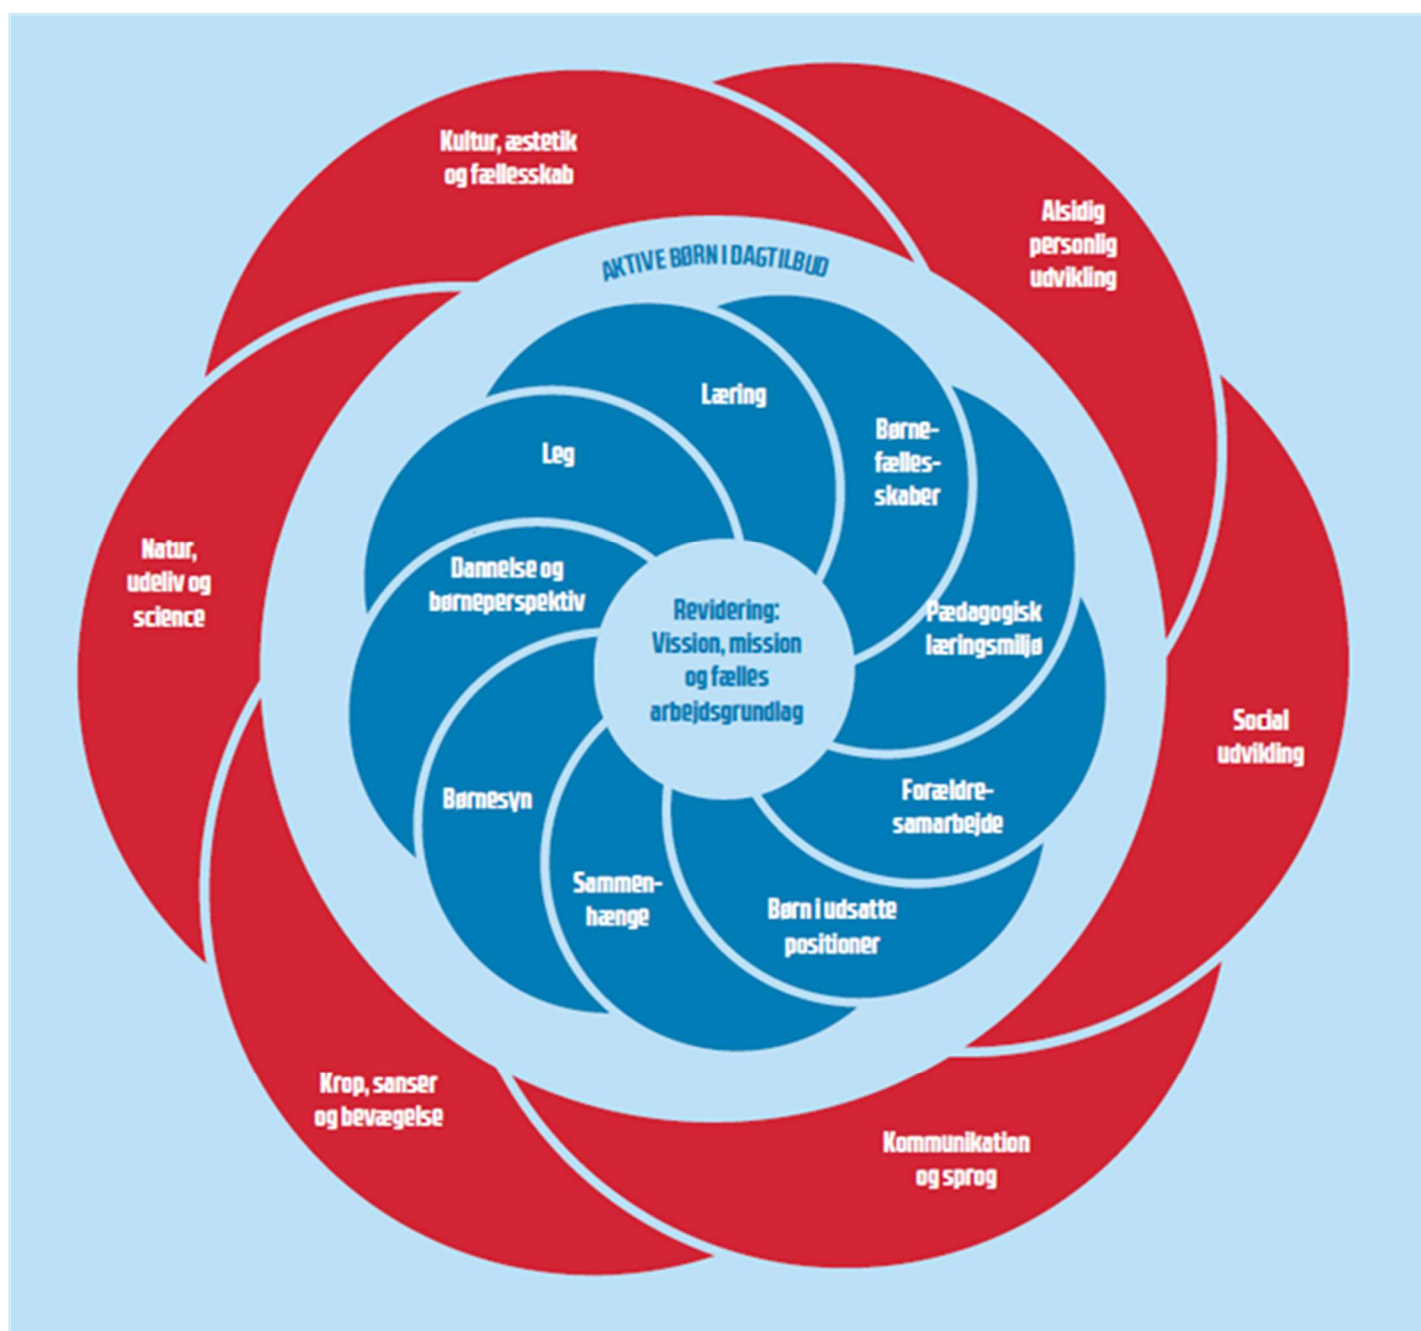 Kultur, æstetik
og fællesskab
Alsidig
personlig
udvikling
AKTIVE BØRN I DAGTILBUD
Læring
Børne-
fælles-
skaber
Leg
Natur,
udeliv og
science
Dannelse og
børneperspektiv
Revidering:
Vission, mission
og fælles
arbejdsgrundlag
Pædagogisk
læringsmiljø
Social
udvikling
Børnesyn
Forældre-
samarbejde
Sammen-
hænge
Børn i udsatte
positioner
Krop, sanser
og bevægelse
Kommunikation
og sprog